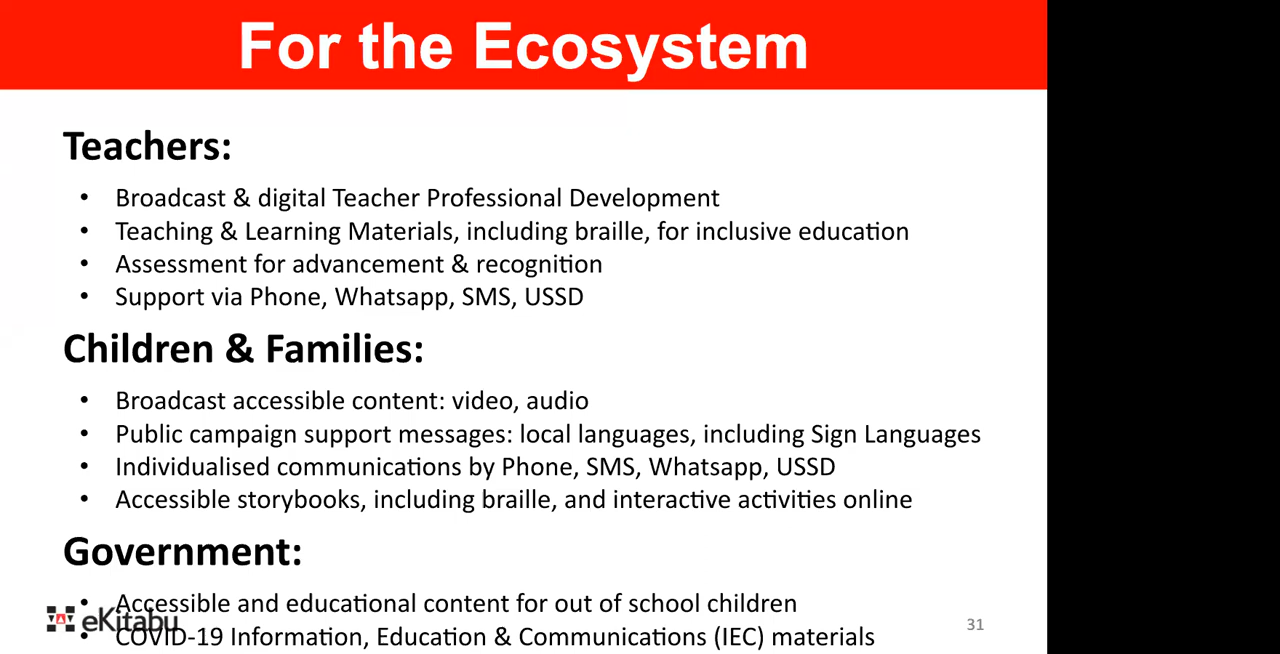 For the Ecosystem
Teachers:
• Broadcast & digital Teacher Professional Development
• Teaching & Learning Materials, including braille, for inclusive education
• Assessment for advancement & recognition
• Support via Phone, Whatsapp, SMS, USSD
Children & Families:
• Broadcast accessible content: video, audio
• Public campaign support messages: local languages, including Sign Languages
• Individualised communications by Phone, SMS, Whatsapp, USSD
• Accessible storybooks, including braille, and interactive activities online
Government:
• Accessible and educational content for out of school children
eKitabu
31
• COVID-19 Information, Education & Communications (IEC) materials